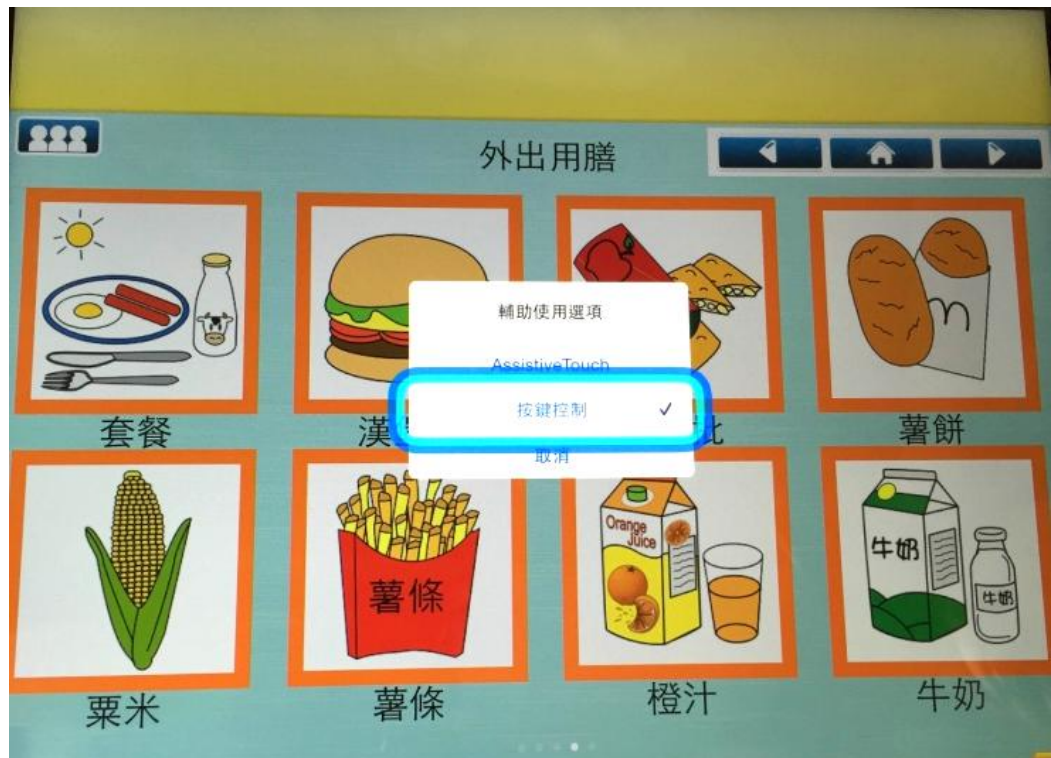 外出用膳
輔助使用選項
AssistiveTouch
按鍵控制 ✓
取消
套餐
漢
批
薯餅
m
Orange
Juice
牛奶
牛奶
薯條
粟米
薯條
橙汁
牛奶